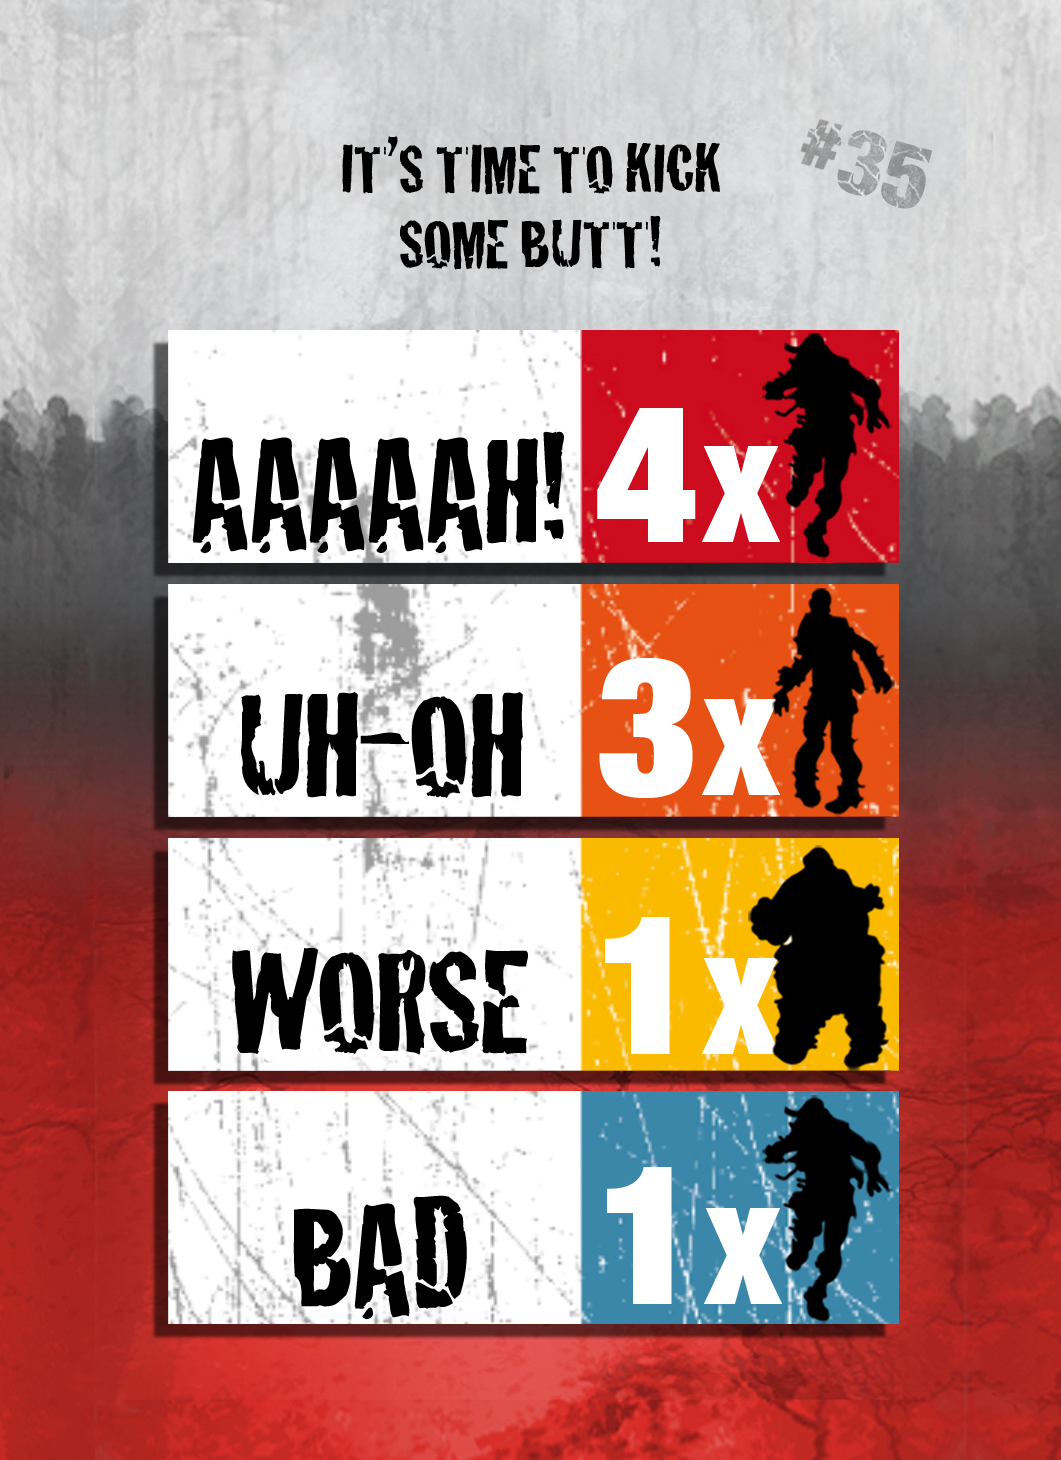 IT'S TIME TO KICK
#35
SOME BUTT!
AAAAAH! 4x
UH-OH 3x
WORSE 1x
BAD 1x